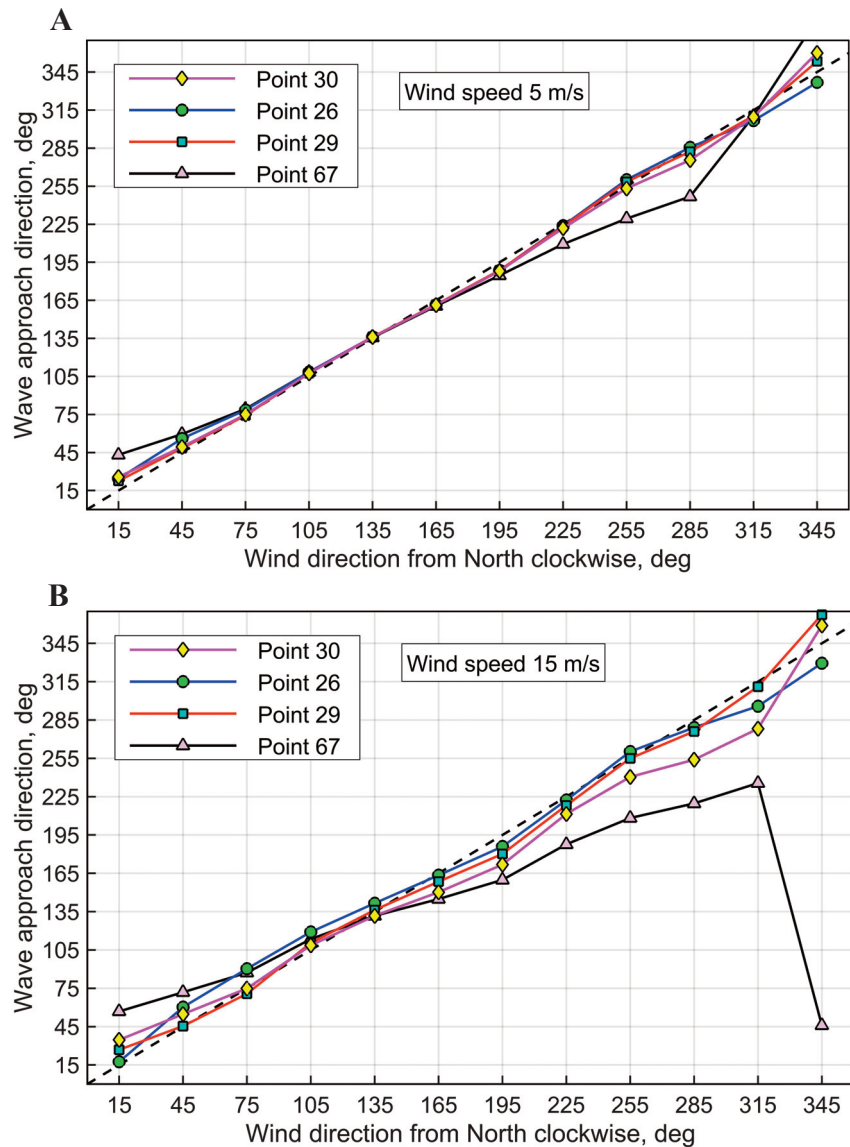 A
345
315
285
255
225
195
165
135
105
75
45
15
Wave approach direction, deg
Point 30
Point 26
Point 29
Point 67
Wind speed 5 m/s
15 45 75 105 135 165 195 225 255 285 315 345
Wind direction from North clockwise, deg
B
345
315
285
255
225
195
165
135
105
75
45
15
Wave approach direction, deg
Point 30
Point 26
Point 29
Point 67
Wind speed 15 m/s
15 45 75 105 135 165 195 225 255 285 315 345
Wind direction from North clockwise, deg